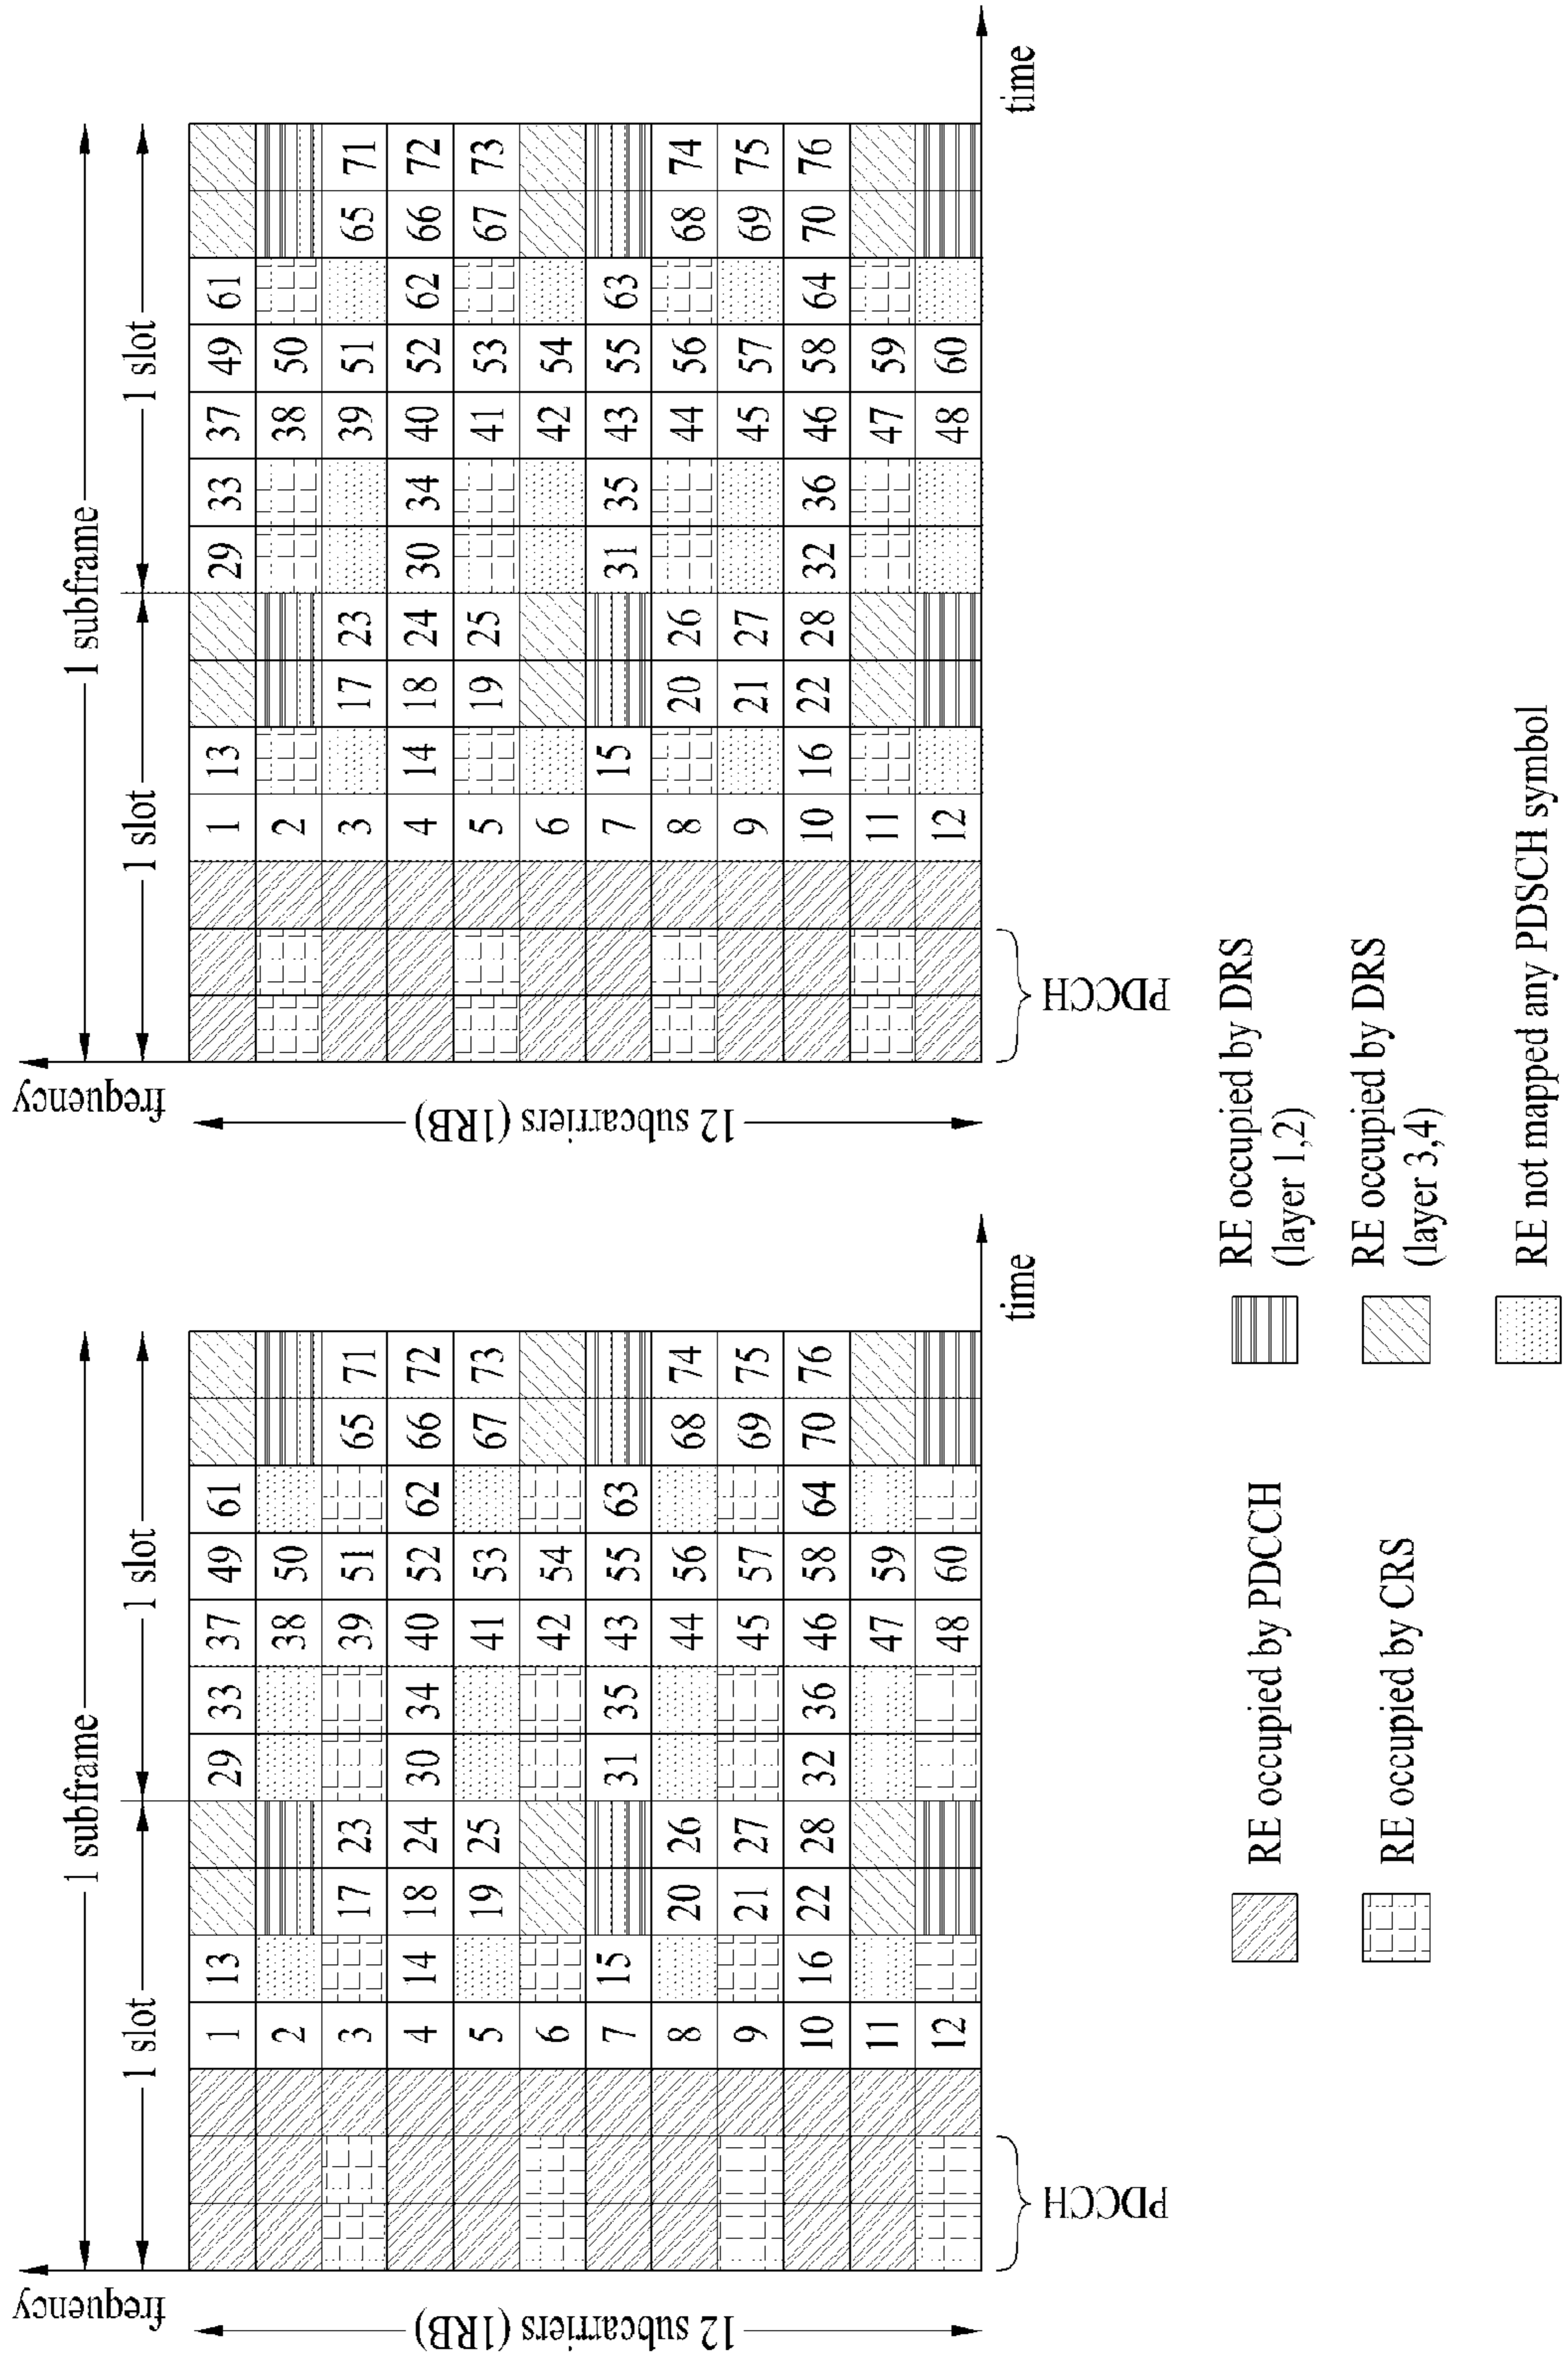 frequency
1 subframe
1 slot
1 slot
12 subcarriers (1RB)
1 13 29 33 37 49 61
2 38 50
3 17 23 39 51 65 71
4 14 18 24 30 34 40 52 62 66 72
5 19 25 41 53 67 73
6 42 54
7 15 31 35 43 55 63
8 20 26 44 56 68 74
9 21 27 45 57 69 75
10 16 22 28 32 36 46 58 64 70 76
11 47 59
12 48 60
time
PDCCH
frequency
1 subframe
1 slot
1 slot
12 subcarriers (1RB)
1 13 29 33 37 49 61
2 38 50
3 17 23 39 51 65 71
4 14 18 24 30 34 40 52 62 66 72
5 19 25 41 53 67 73
6 42 54
7 15 31 35 43 55 63
8 20 26 44 56 68 74
9 21 27 45 57 69 75
10 16 22 28 32 36 46 58 64 70 76
11 47 59
12 48 60
time
PDCCH
RE occupied by PDCCH
RE occupied by CRS
RE occupied by DRS
(layer 1,2)
RE occupied by DRS
(layer 3,4)
RE not mapped any PDSCH symbol